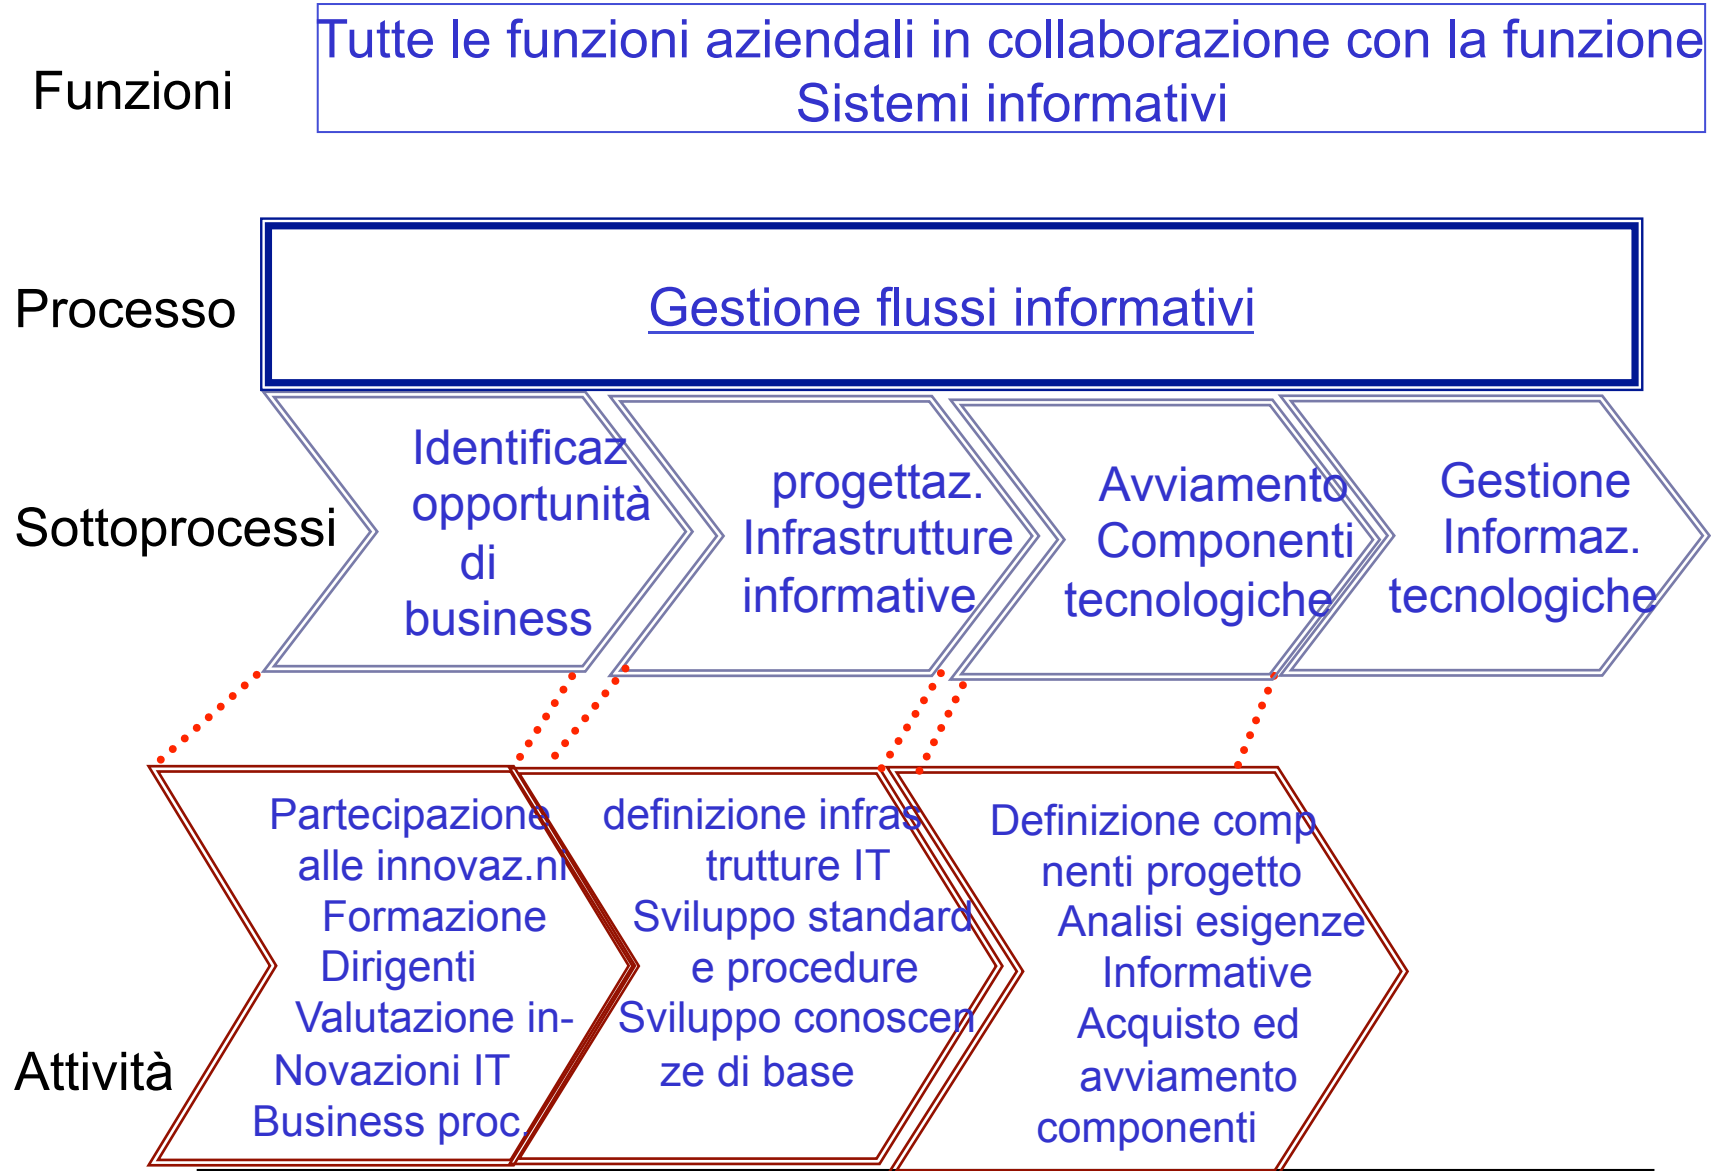 Funzioni
Tutte le funzioni aziendali in collaborazione con la funzione
Sistemi informativi
Processo
Gestione flussi informativi
Sottoprocessi
Identificaz
opportunità
di
business
progettaz.
Infrastrutture
informative
Avviamento
Componenti
tecnologiche
Gestione
Informaz.
tecnologiche
Attività
Partecipazione
alle innovaz.ni
Formazione
Dirigenti
Valutazione in-
Novazioni IT
Business proc.
definizione infras
trutture IT
Sviluppo standard
e procedure
Sviluppo conoscen
ze di base
Definizione comp
nenti progetto
Analisi esigenze
Informative
Acquisto ed
avviamento
componenti